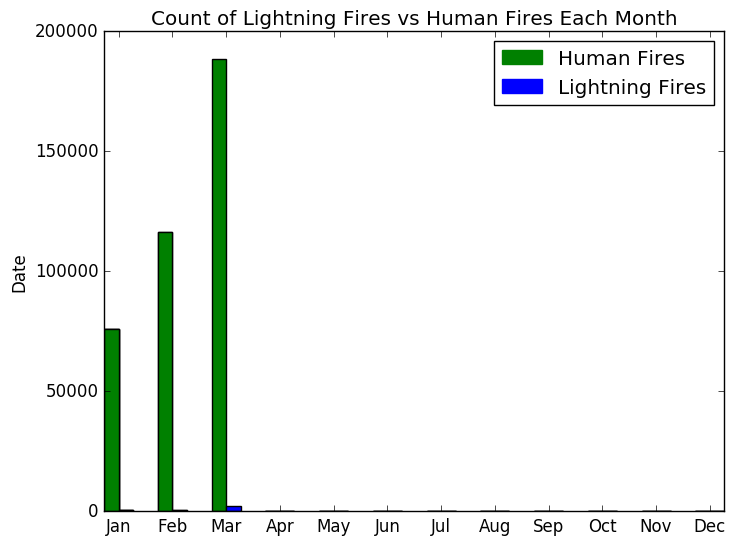 Count of Lightning Fires vs Human Fires Each Month
200000
Human Fires
Lightning Fires
150000
100000
Date
50000
0
Jan Feb Mar Apr May Jun Jul Aug Sep Oct Nov Dec